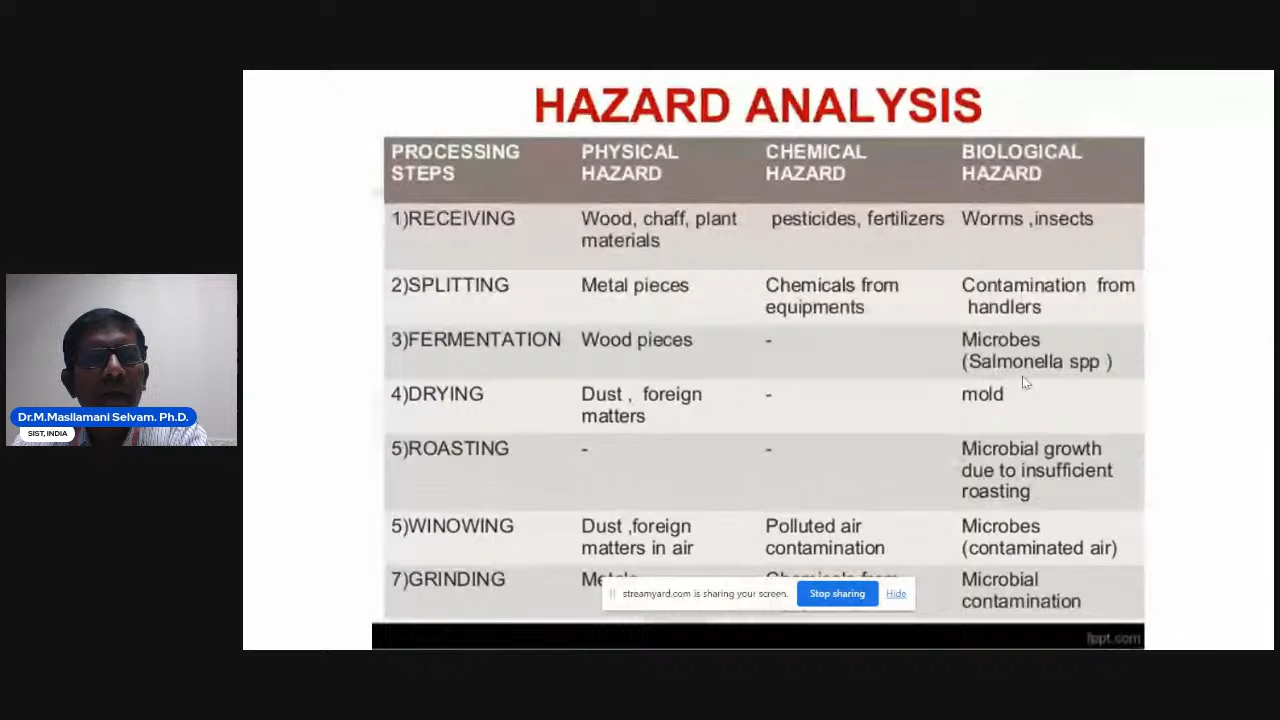 HAZARD ANALYSIS
PROCESSING STEPS PHYSICAL HAZARD CHEMICAL HAZARD BIOLOGICAL HAZARD
1)RECEIVING Wood, chaff, plant materials pesticides, fertilizers Worms ,insects
2)SPLITTING Metal pieces Chemicals from equipments Contamination from handlers
3)FERMENTATION Wood pieces - Microbes (Salmonella spp )
4)DRYING Dust , foreign matters - mold
5)ROASTING - - Microbial growth due to insufficient roasting
5)WINOWING Dust ,foreign matters in air Polluted air contamination Microbes (contaminated air)
7)GRINDING Microbial contamination
streamyard.com is sharing your screen. Stop sharing Hide
fppt.com
Dr.M.Masilamani Selvam. Ph.D.
SIST, INDIA